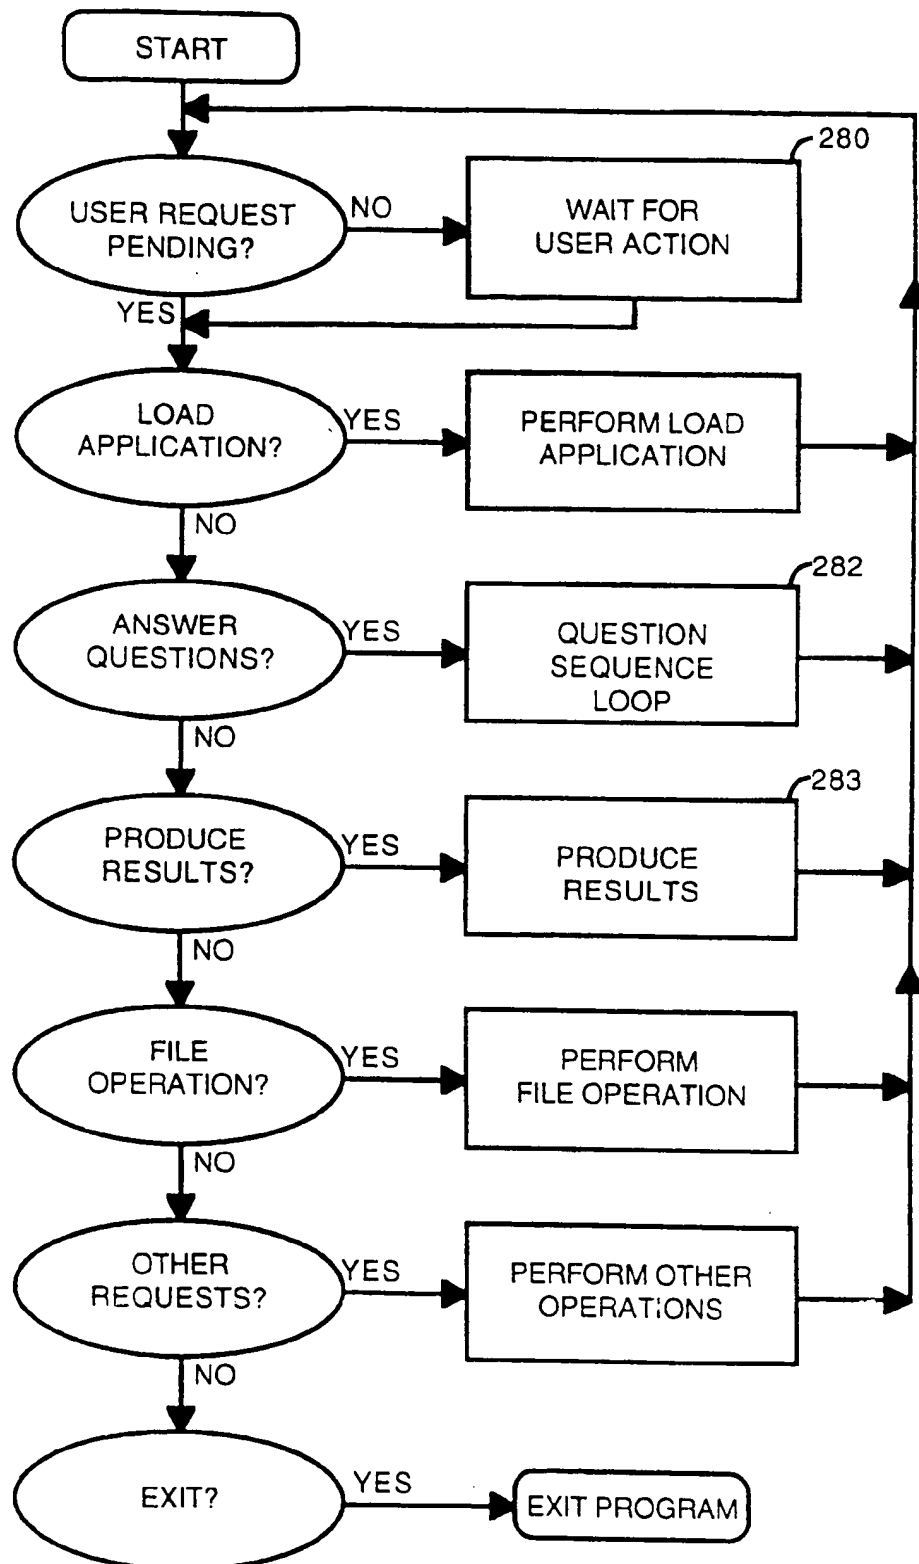 START
280
USER REQUEST
PENDING?
NO
WAIT FOR
USER ACTION
YES
LOAD
APPLICATION?
YES
PERFORM LOAD
APPLICATION
NO
282
ANSWER
QUESTIONS?
YES
QUESTION
SEQUENCE
LOOP
NO
283
PRODUCE
RESULTS?
YES
PRODUCE
RESULTS
NO
FILE
OPERATION?
YES
PERFORM
FILE OPERATION
NO
OTHER
REQUESTS?
YES
PERFORM OTHER
OPERATIONS
NO
EXIT?
YES
EXIT PROGRAM